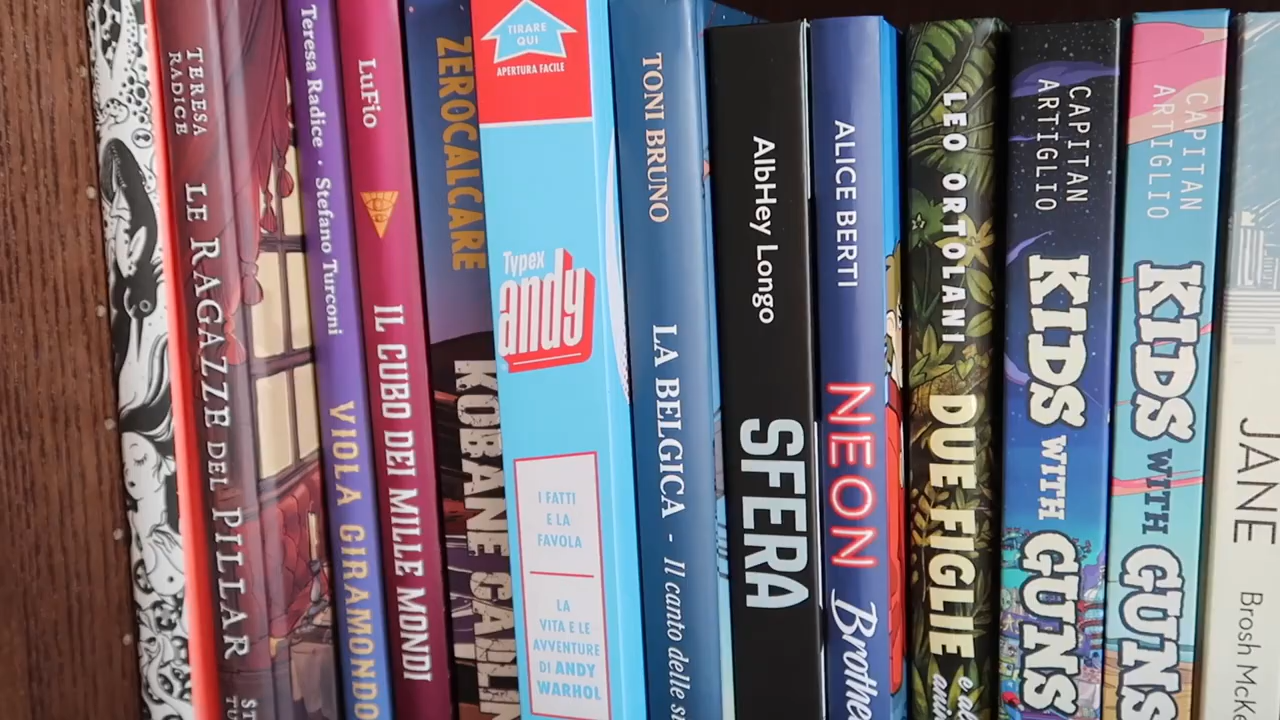 TERESA
RADICE
LE RAGAZZE DEL PILLAR
Teresa Radice · Stefano Turconi
VIOLA GIRAMONDO
LuFio
IL CUBO DEI MILLE MONDI
ZEROCALCARE
KOBANE CALLING
TIRARE
QUI
APERTURA FACILE
Typex
andy
I FATTI
E LA
FAVOLA
LA
VITA E LE
AVVENTURE
DI ANDY
WARHOL
TONI BRUNO
LA BELGICA - Il canto delle
AlbHey Longo
SFERA
ALICE BERTI
NEON
LEO ORTOLANI
DUE FIGLIE
CAPITAN
ARTIGLIO
KIDS WITH GUNS
CAPITAN
ARTIGLIO
KIDS WITH GUNS
JANE
Brosh